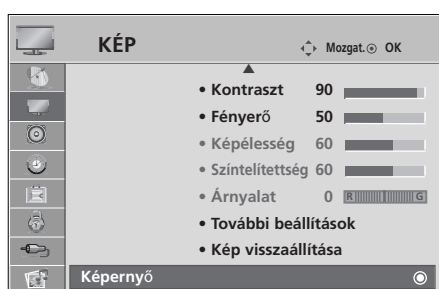 KÉP Mozgat. OK
• Kontraszt 90
• Fényerő 50
• Képélesség 60
• Színtelítettség 60
• Árnyalat 0 R G
• További beállítások
• Kép visszaállítása
Képernyő